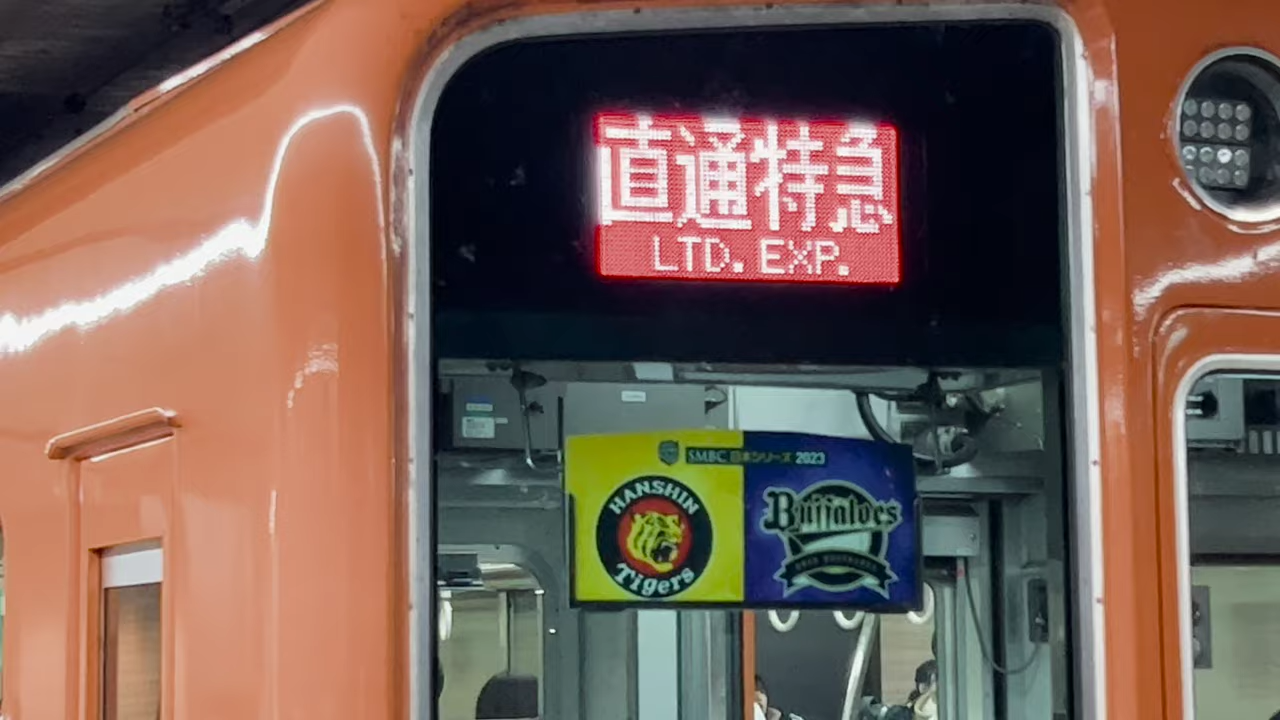 直通特急
LTD. EXP.
SMBC 日本シリーズ 2023
HANSHIN
Tigers
Buffaloes